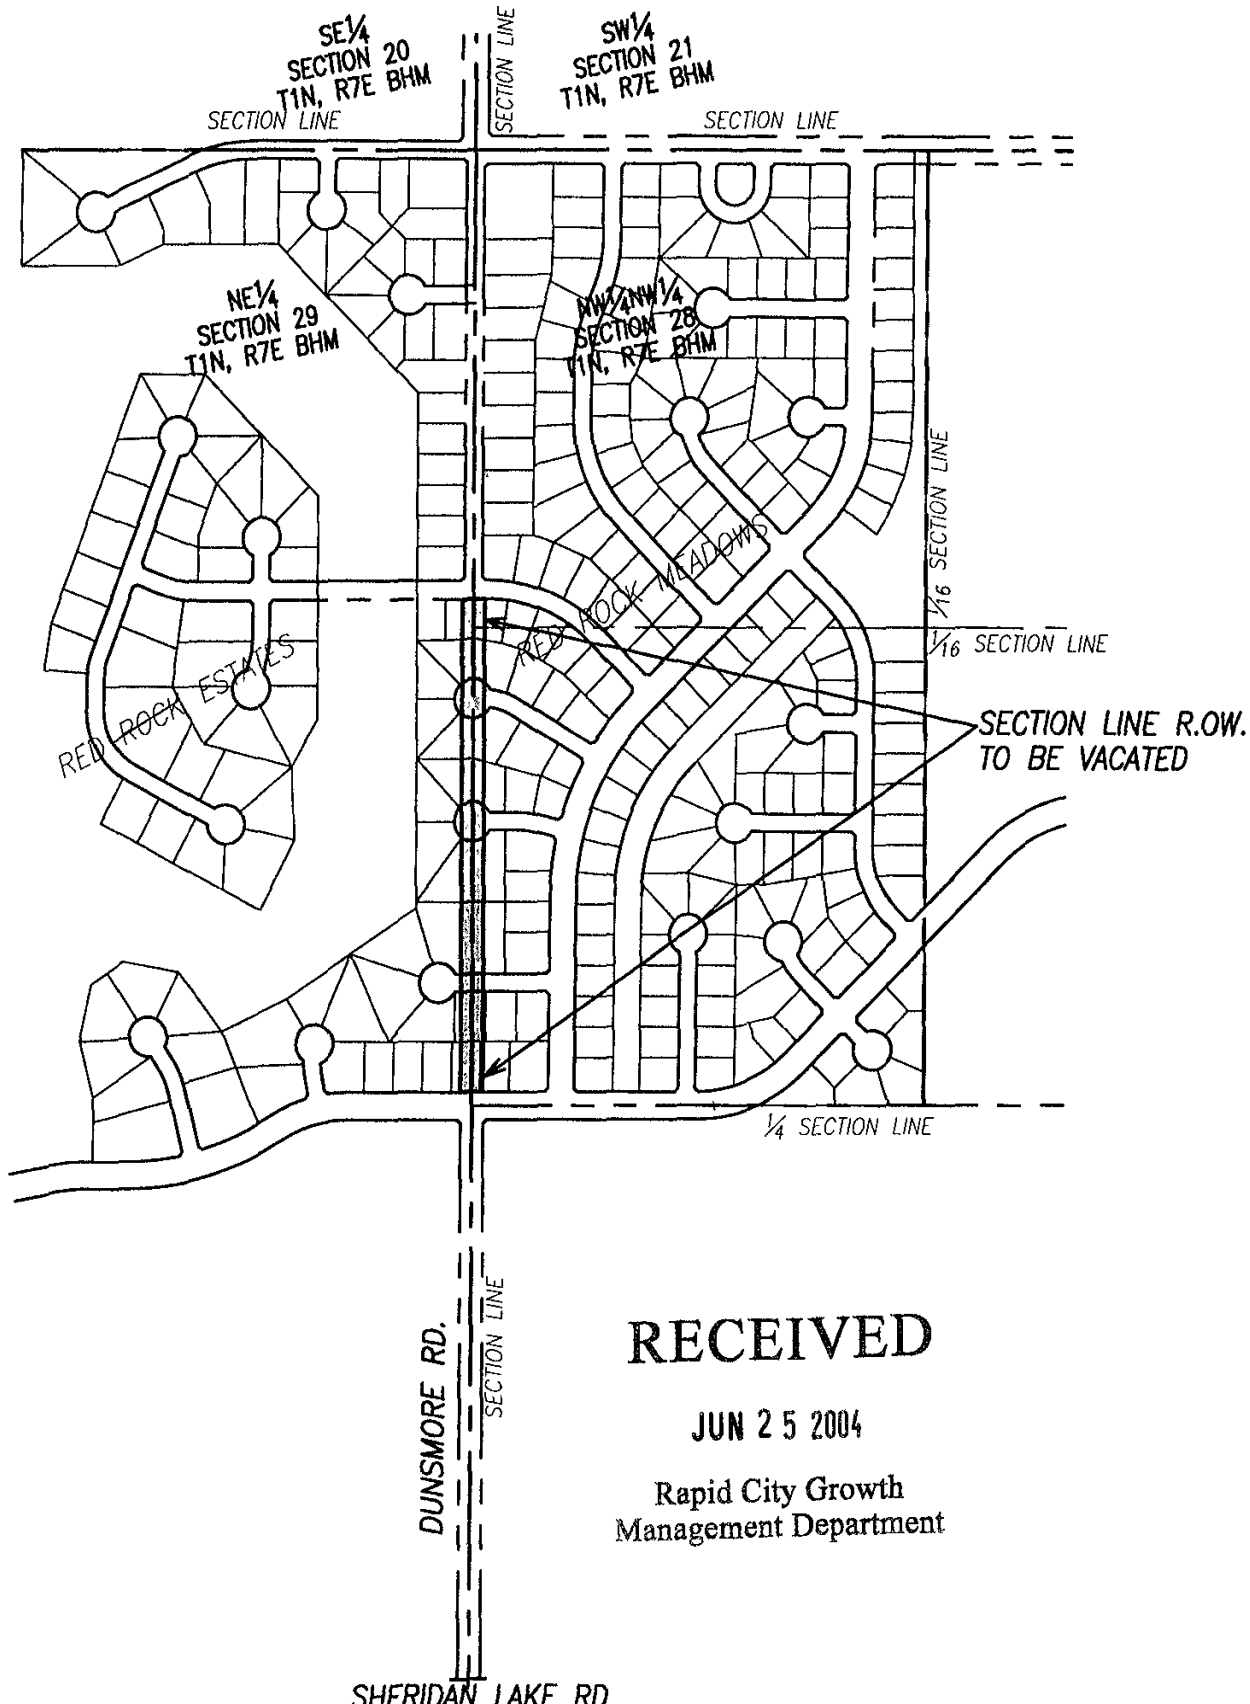 SE1/4
SECTION 20
T1N, R7E BHM
SECTION LINE
SW1/4
SECTION 21
T1N, R7E BHM
SECTION LINE
SECTION LINE
NE1/4
SECTION 29
T1N, R7E BHM
NW1/4NW1/4
SECTION 28
T1N, R7E BHM
1/16 SECTION LINE
RED ROCK MEADOWS
1/16 SECTION LINE
RED ROCK ESTATES
SECTION LINE R.OW.
TO BE VACATED
1/4 SECTION LINE
DUNSMORE RD.
SECTION LINE
RECEIVED
JUN 25 2004
Rapid City Growth
Management Department
SHERIDAN LAKE RD